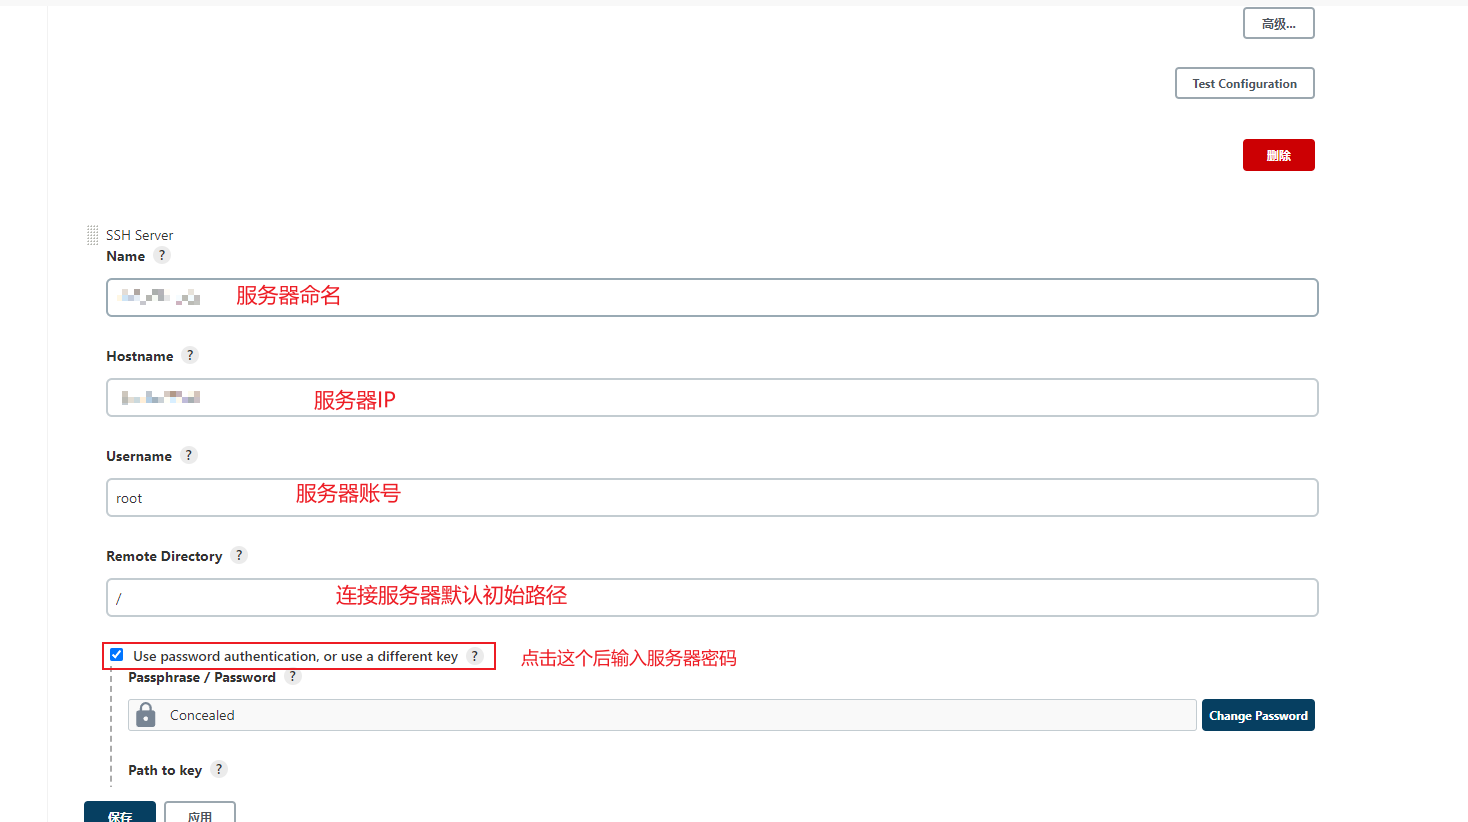 高级...
Test Configuration
删除
SSH Server
Name ?
服务器命名
Hostname ?
服务器IP
Username ?
root 服务器账号
Remote Directory ?
/ 连接服务器默认初始路径
Use password authentication, or use a different key ? 点击这个后输入服务器密码
Passphrase / Password ?
Concealed Change Password
Path to key ?
保存 应用